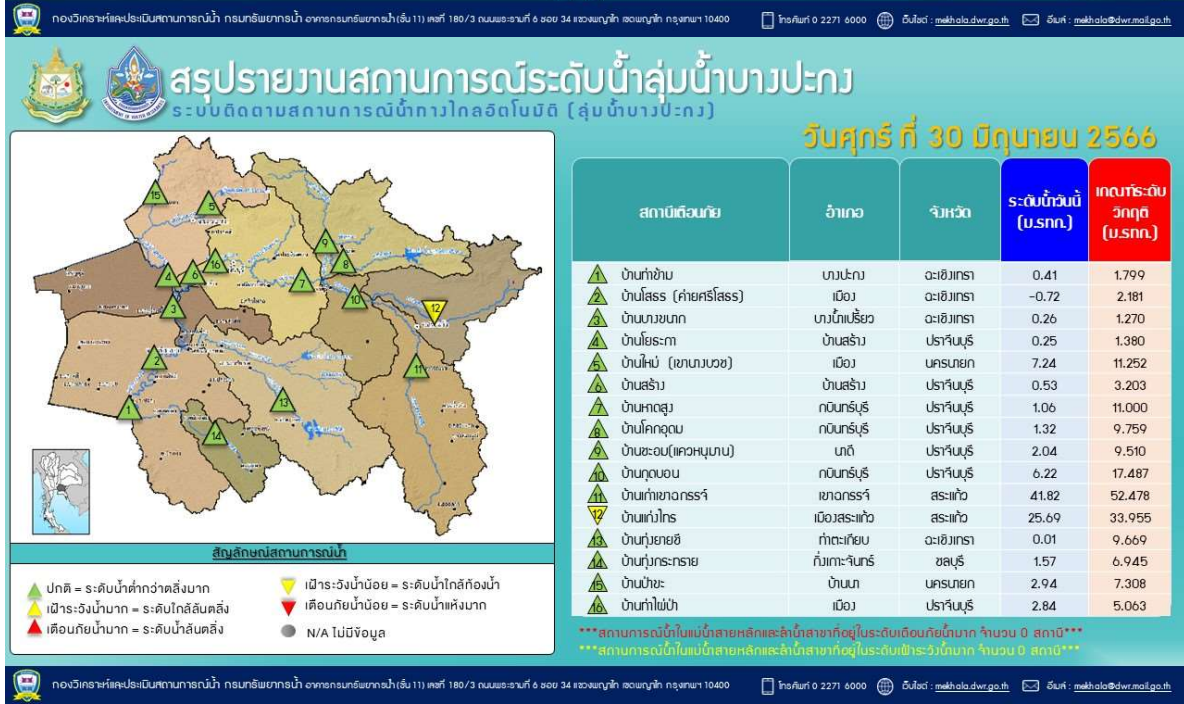 กองวิเคราะห์และประเมินสถานการณ์น้ำ กรมทรัพยากรน้ำ อาคารกรมทรัพยากรน้ำ(ชั้น 11) เลขที่ 180/3 ถนนพระรามที่ 6 ซอย 34 แขวงพญาไท เขตพญาไท กรุงเทพฯ 10400 โทรศัพท์ 0 2271 6000 เว็บไซต์ : mekhala.dwr.go.th อีเมล์ : mekhala@dwr.mail.go.th
สรุปรายงานสถานการณ์ระดับน้ำลุ่มน้ำบางปะกง
ระบบติดตามสถานการณ์น้ำทางไกลอัตโนมัติ (ลุ่มน้ำบางปะกง)
วันศุกร์ ที่ 30 มิถุนายน 2566
สถานีเตือนภัย อำเภอ จังหวัด ระดับน้ำวันนี้ (ม.รทก.) เกณฑ์ระดับวิกฤติ (ม.รทก.)
1 บ้านท่าข้าม บางปะกง ฉะเชิงเทรา 0.41 1.799
2 บ้านโสธร (ค่ายศรีโสธร) เมือง ฉะเชิงเทรา -0.72 2.181
3 บ้านบางขนาก บางน้ำเปรี้ยว ฉะเชิงเทรา 0.26 1.270
4 บ้านโยธะกา บ้านสร้าง ปราจีนบุรี 0.25 1.380
5 บ้านใหม่ (เขานางบวช) เมือง นครนายก 7.24 11.252
6 บ้านสร้าง บ้านสร้าง ปราจีนบุรี 0.53 3.203
7 บ้านหาดสูง กบินทร์บุรี ปราจีนบุรี 1.06 11.000
8 บ้านโคกอุดม กบินทร์บุรี ปราจีนบุรี 1.32 9.759
9 บ้านชะอม(แควหนุมาน) นาดี ปราจีนบุรี 2.04 9.510
10 บ้านกุดบอน กบินทร์บุรี ปราจีนบุรี 6.22 17.487
11 บ้านเก่าเขาฉกรรจ์ เขาฉกรรจ์ สระแก้ว 41.82 52.478
12 บ้านแก่งไทร เมืองสระแก้ว สระแก้ว 25.69 33.955
13 บ้านทุ่งยายชี ท่าตะเกียบ ฉะเชิงเทรา 0.01 9.669
14 บ้านทุ่งกระทราย กิ่งเกาะจันทร์ ชลบุรี 1.57 6.945
15 บ้านป่าขะ บ้านนา นครนายก 2.94 7.308
16 บ้านท่าไผ่ป่า เมือง ปราจีนบุรี 2.84 5.063
***สถานการณ์น้ำในแม่น้ำสายหลักและลำน้ำสาขาที่อยู่ในระดับเตือนภัยน้ำมาก จำนวน 0 สถานี***
***สถานการณ์น้ำในแม่น้ำสายหลักและลำน้ำสาขาที่อยู่ในระดับเฝ้าระวังน้ำมาก จำนวน 0 สถานี***
15
5
9
8
4
6
16
7
10
12
3
2
11
1
13
14
สัญลักษณ์สถานการณ์น้ำ
ปกติ = ระดับน้ำต่ำกว่าตลิ่งมาก
เฝ้าระวังน้ำมาก = ระดับใกล้ล้นตลิ่ง
เตือนภัยน้ำมาก = ระดับน้ำล้นตลิ่ง
เฝ้าระวังน้ำน้อย = ระดับน้ำใกล้ท้องน้ำ
เตือนภัยน้ำน้อย = ระดับน้ำแห้งมาก
N/A ไม่มีข้อมูล
กองวิเคราะห์และประเมินสถานการณ์น้ำ กรมทรัพยากรน้ำ อาคารกรมทรัพยากรน้ำ(ชั้น 11) เลขที่ 180/3 ถนนพระรามที่ 6 ซอย 34 แขวงพญาไท เขตพญาไท กรุงเทพฯ 10400 โทรศัพท์ 0 2271 6000 เว็บไซต์ : mekhala.dwr.go.th อีเมล์ : mekhala@dwr.mail.go.th